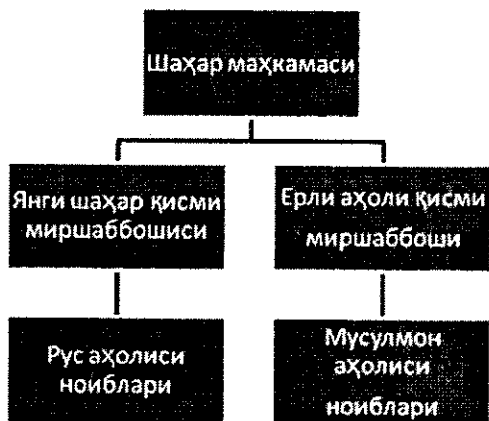 Шаҳар маҳкамаси
Янги шаҳар қисми
миршаббошиси
Ерли аҳоли қисми
миршаббоши
Рус аҳолиси
ноиблари
Мусулмон
аҳолиси
ноиблари